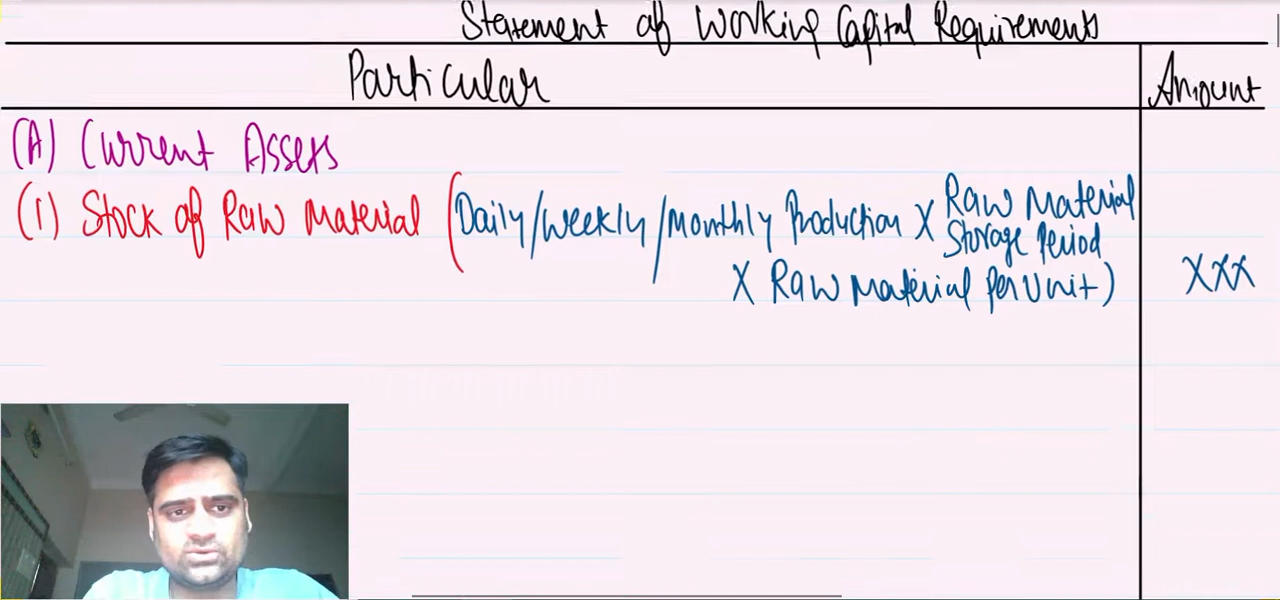 Statement of Working Capital Requirements
Particular Amount
(A) Current Assets
(1) Stock of Raw Material (Daily/Weekly/Monthly Production X Raw Material
Storage Period
X Raw Material Per Unit) XXX